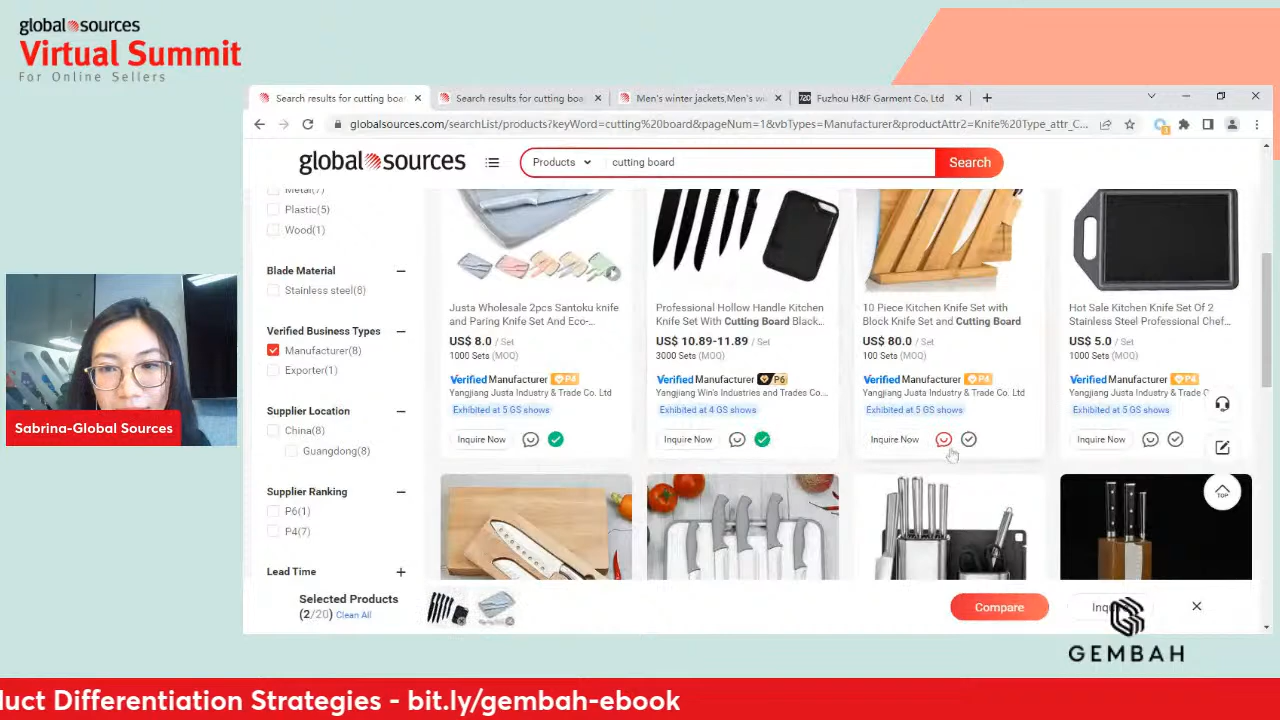 global sources
Virtual Summit
For Online Sellers
Search results for cutting boa
Search results for cutting boa
Men's winter jackets,Men's wi
720
Fuzhou H&F Garment Co. Ltd
globalsources.com/searchList/products?keyWord=cutting%20board&pageNum=1&vbTypes=Manufacturer&productAttr2=Knife%20Type_attr_C...
3
global sources
Products
cutting board
Search
Metal(7)
Plastic(5)
Wood(1)
Blade Material
Stainless steel(8)
Verified Business Types
Manufacturer(8)
Exporter(1)
Supplier Location
China(8)
Guangdong(8)
Supplier Ranking
P6(1)
P4(7)
Lead Time
Justa Wholesale 2pcs Santoku knife
and Paring Knife Set And Eco-...
US$ 8.0 / Set
1000 Sets (MOQ)
Verified Manufacturer P4
Yangjiang Justa Industry & Trade Co. Ltd
Exhibited at 5 GS shows
Inquire Now
Professional Hollow Handle Kitchen
Knife Set With Cutting Board Black...
US$ 10.89-11.89 / Set
3000 Sets (MOQ)
Verified Manufacturer P6
Yangjiang Win's Industries and Trades Co...
Exhibited at 4 GS shows
Inquire Now
10 Piece Kitchen Knife Set with
Block Knife Set and Cutting Board
US$ 80.0 / Set
100 Sets (MOQ)
Verified Manufacturer P4
Yangjiang Justa Industry & Trade Co. Ltd
Exhibited at 5 GS shows
Inquire Now
Hot Sale Kitchen Knife Set Of 2
Stainless Steel Professional Chef...
US$ 5.0 / Set
1000 Sets (MOQ)
Verified Manufacturer P4
Yangjiang Justa Industry & Trade C
Exhibited at 5 GS shows
Inquire Now
TOP
Selected Products
(2/20) Clean All
Compare
Inq
GEMBAH
Sabrina-Global Sources
duct Differentiation Strategies - bit.ly/gembah-ebook